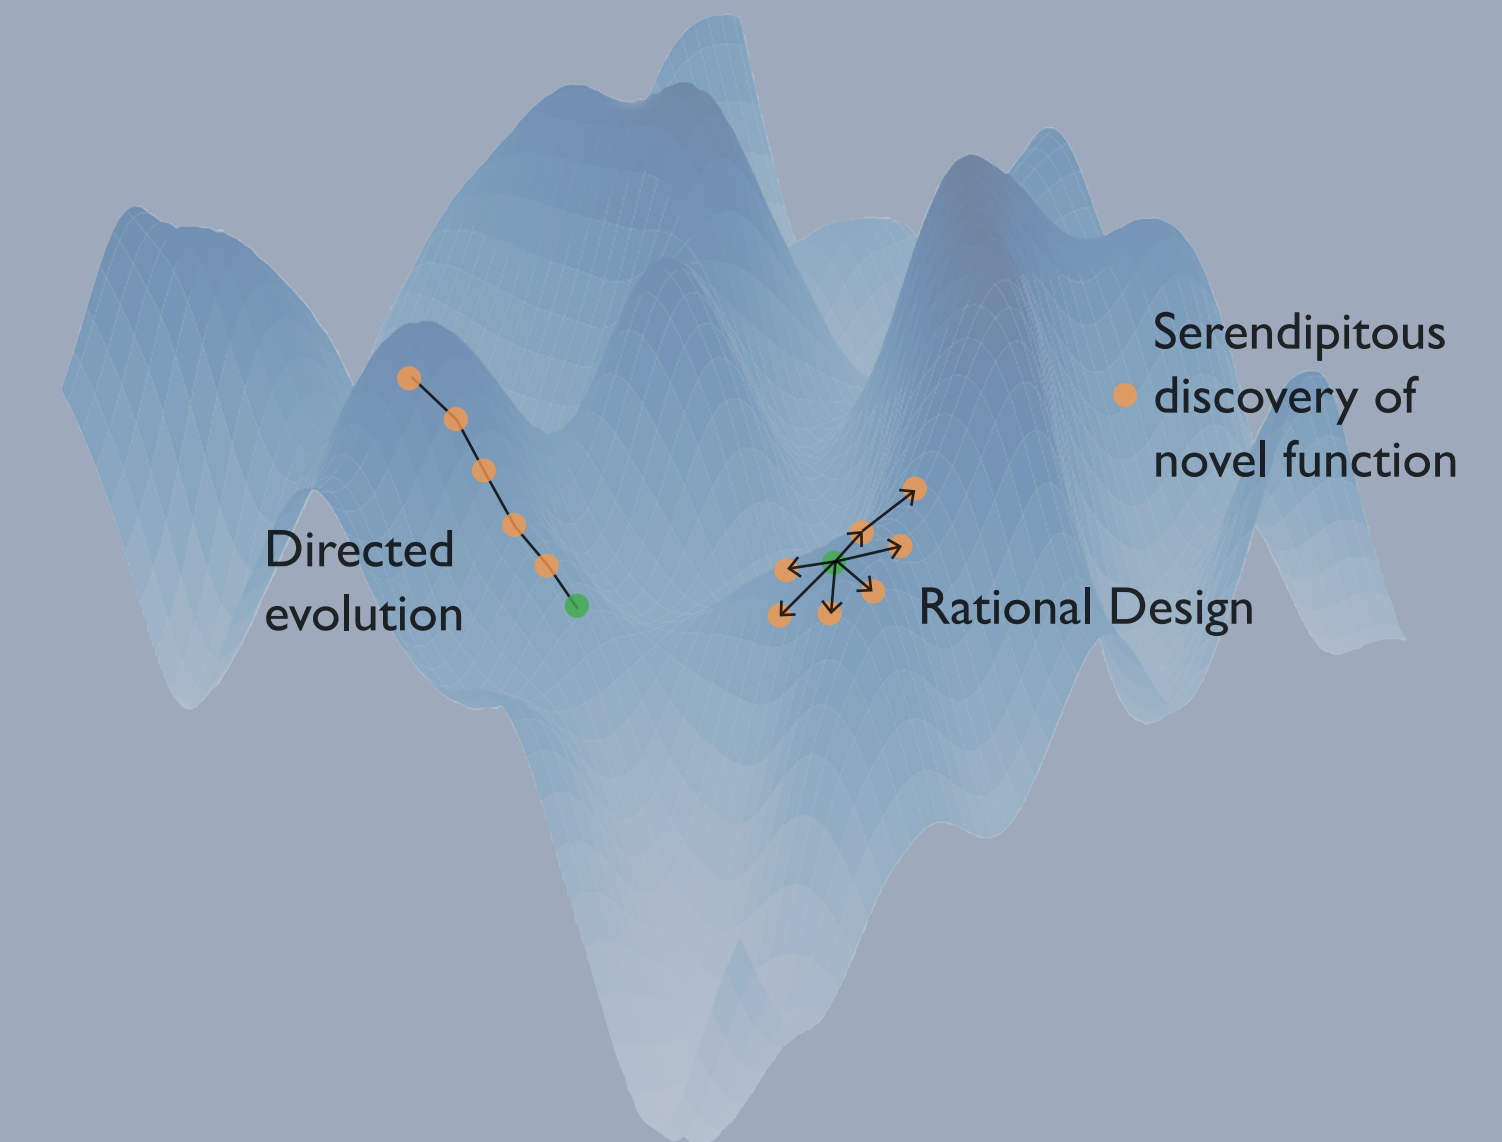 Serendipitous
discovery of
novel function
Directed
evolution
Rational Design